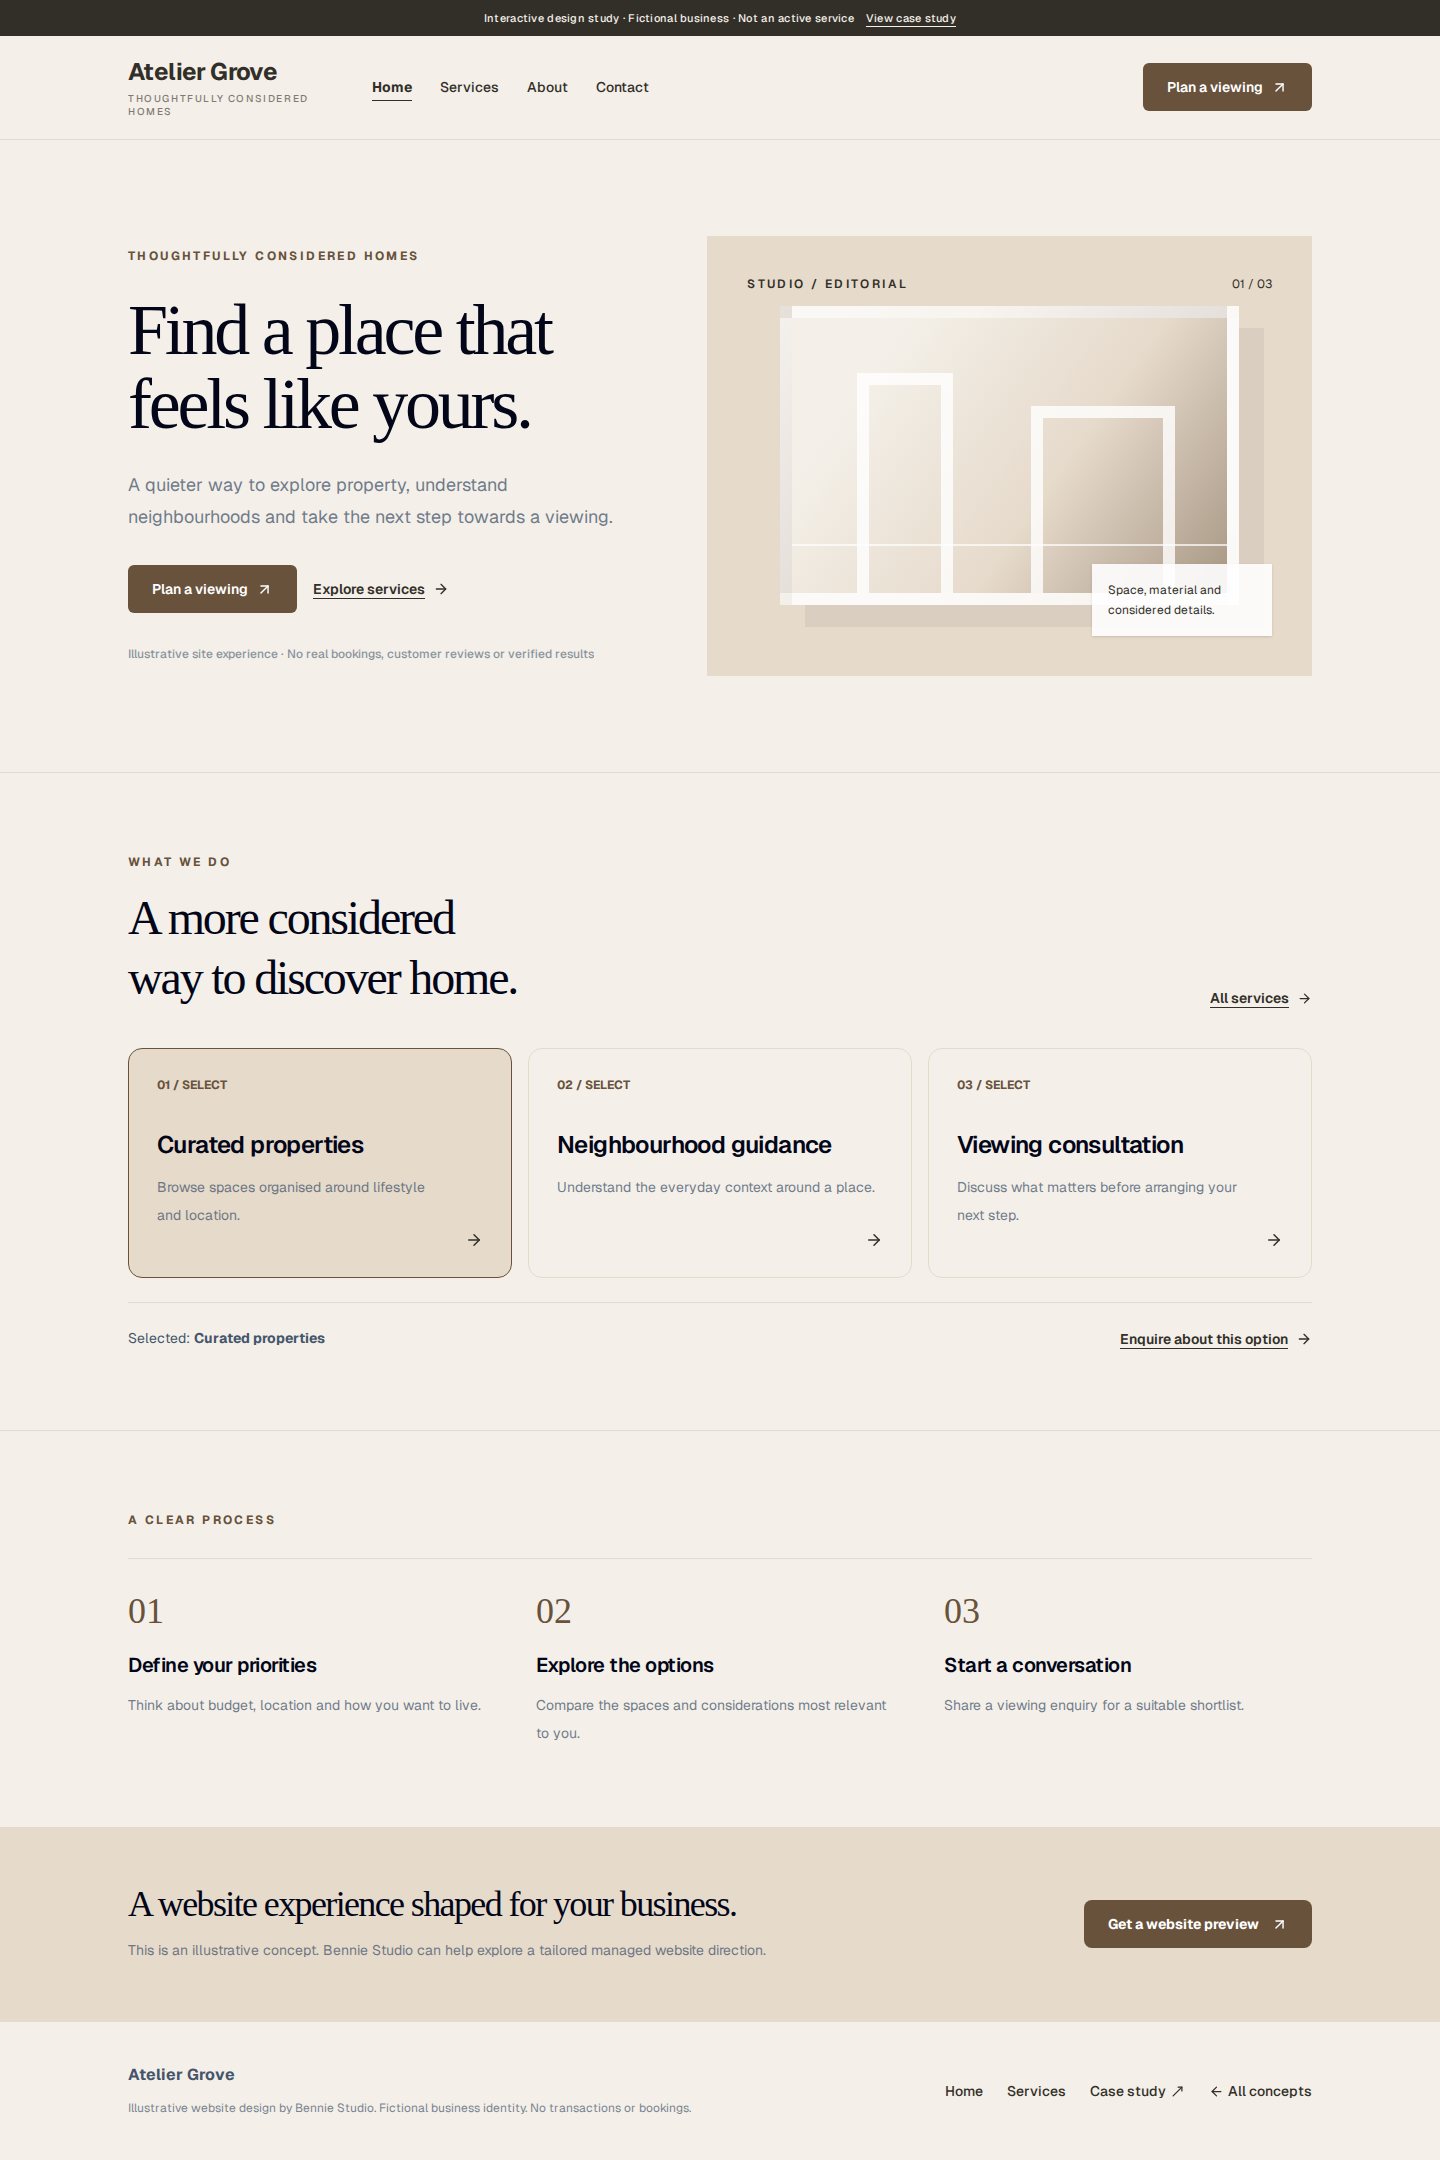 Interactive design study · Fictional business · Not an active service View case study
Atelier Grove
THOUGHTFULLY CONSIDERED
HOMES
Home Services About Contact
Plan a viewing
THOUGHTFULLY CONSIDERED HOMES
Find a place that
feels like yours.
A quieter way to explore property, understand
neighbourhoods and take the next step towards a viewing.
Plan a viewing
Explore services
Illustrative site experience · No real bookings, customer reviews or verified results
STUDIO / EDITORIAL
01 / 03
Space, material and
considered details.
WHAT WE DO
A more considered
way to discover home.
All services
01 / SELECT
Curated properties
Browse spaces organised around lifestyle
and location.
02 / SELECT
Neighbourhood guidance
Understand the everyday context around a place.
03 / SELECT
Viewing consultation
Discuss what matters before arranging your
next step.
Selected: Curated properties
Enquire about this option
A CLEAR PROCESS
01
Define your priorities
Think about budget, location and how you want to live.
02
Explore the options
Compare the spaces and considerations most relevant
to you.
03
Start a conversation
Share a viewing enquiry for a suitable shortlist.
A website experience shaped for your business.
This is an illustrative concept. Bennie Studio can help explore a tailored managed website direction.
Get a website preview
Atelier Grove
Illustrative website design by Bennie Studio. Fictional business identity. No transactions or bookings.
Home Services Case study ↗ ← All concepts